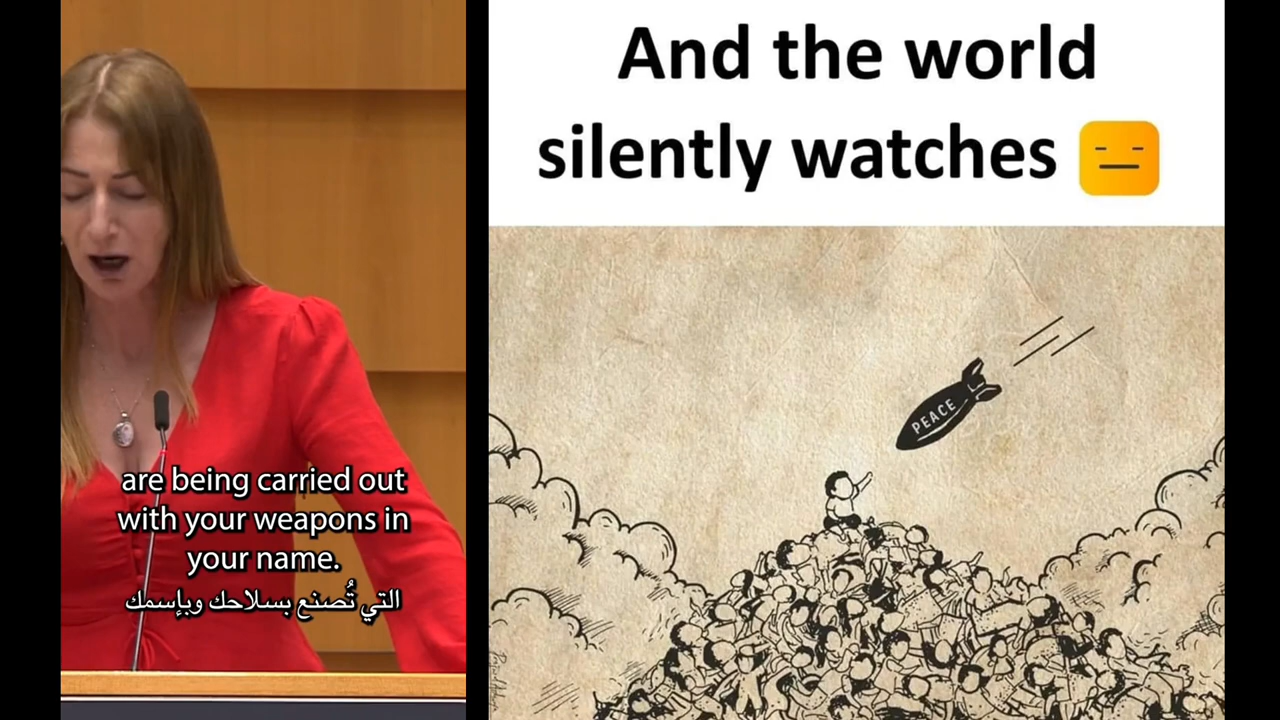 And the world
silently watches 😑
PEACE
are being carried out
with your weapons in
your name.
التي تُصنع بسلاحك وبإسمك